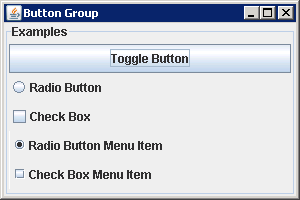 Button Group
Examples
Toggle Button
Radio Button
Check Box
Radio Button Menu Item
Check Box Menu Item